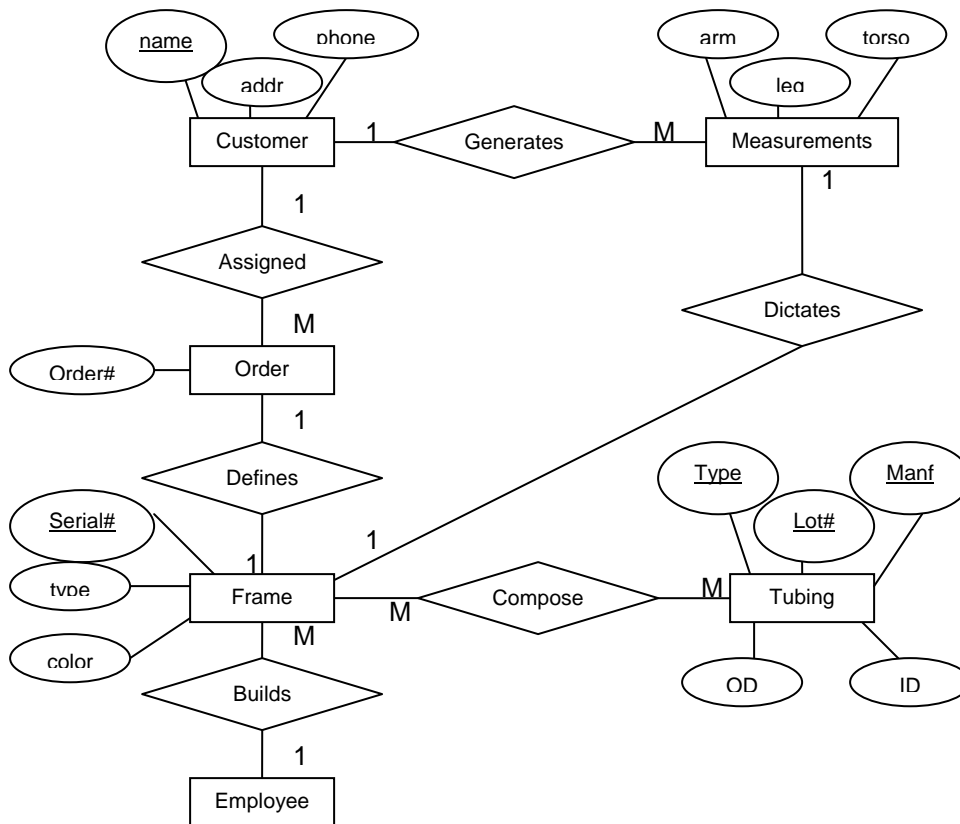 name
phone
arm
torso
addr
leg
Customer
1
Generates
M
Measurements
1
1
Assigned
Dictates
M
Order#
Order
1
Defines
Type
Manf
Serial#
Lot#
1
1
type
Frame
M
Compose
M
Tubing
M
color
Builds
OD
ID
1
Employee